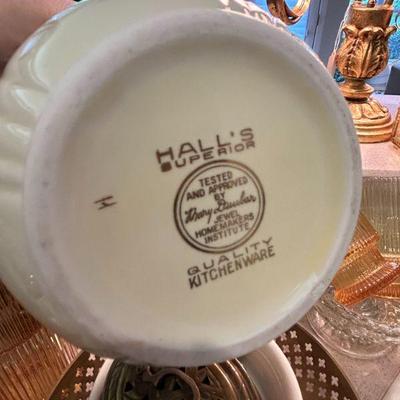 HALL'S
SUPERIOR
TESTED
AND APPROVED
BY
Mary Dunbar
JEWEL
HOMEMAKERS
INSTITUTE
QUALITY
KITCHENWARE
H